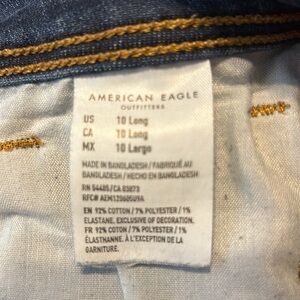 AMERICAN EAGLE
OUTFITTERS
US 10 Long
CA 10 Long
MX 10 Largo
MADE IN BANGLADESH / FABRIQUÉ AU
BANGLADESH / HECHO EN BANGLADESH
RN 54485/CA 03073
RFC# AEM120605U9A
EN 92% COTTON / 7% POLYESTER / 1%
ELASTANE. EXCLUSIVE OF DECORATION.
FR 92% COTON / 7% POLYESTER / 1%
ÉLASTHANNE. À L'EXCEPTION DE LA
GARNITURE.